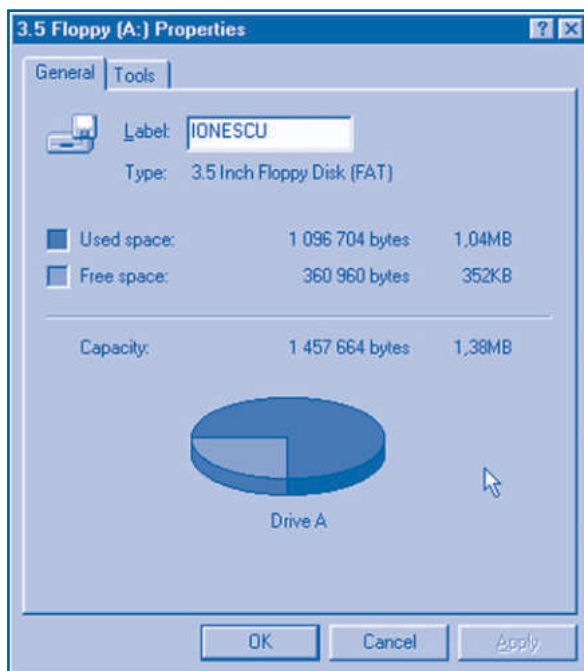 3.5 Floppy (A:) Properties
General Tools
Label: IONESCU
Type: 3.5 Inch Floppy Disk (FAT)
Used space: 1 096 704 bytes 1,04MB
Free space: 360 960 bytes 352KB
Capacity: 1 457 664 bytes 1,38MB
Drive A
OK Cancel Apply